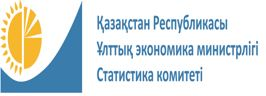 Қазақстан Республикасы
Ұлттық экономика министрлігі
Статистика комитеті